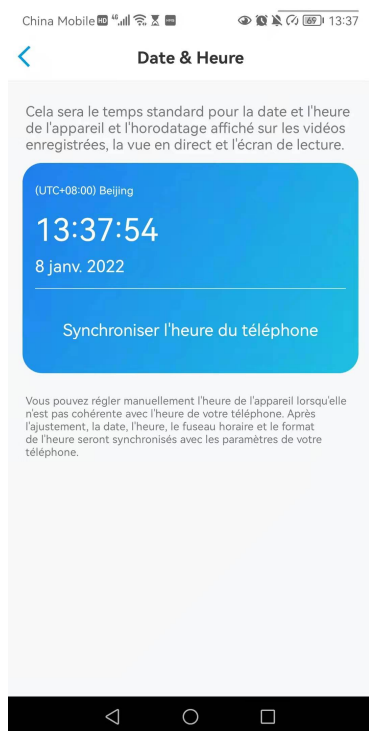 China Mobile HD 4G 69 13:37
Date & Heure
Cela sera le temps standard pour la date et l'heure
de l'appareil et l'horodatage affiché sur les vidéos
enregistrées, la vue en direct et l'écran de lecture.
(UTC+08:00) Beijing
13:37:54
8 janv. 2022
Synchroniser l'heure du téléphone
Vous pouvez régler manuellement l'heure de l'appareil lorsqu'elle
n'est pas cohérente avec l'heure de votre téléphone. Après
l'ajustement, la date, l'heure, le fuseau horaire et le format
de l'heure seront synchronisés avec les paramètres de votre
téléphone.